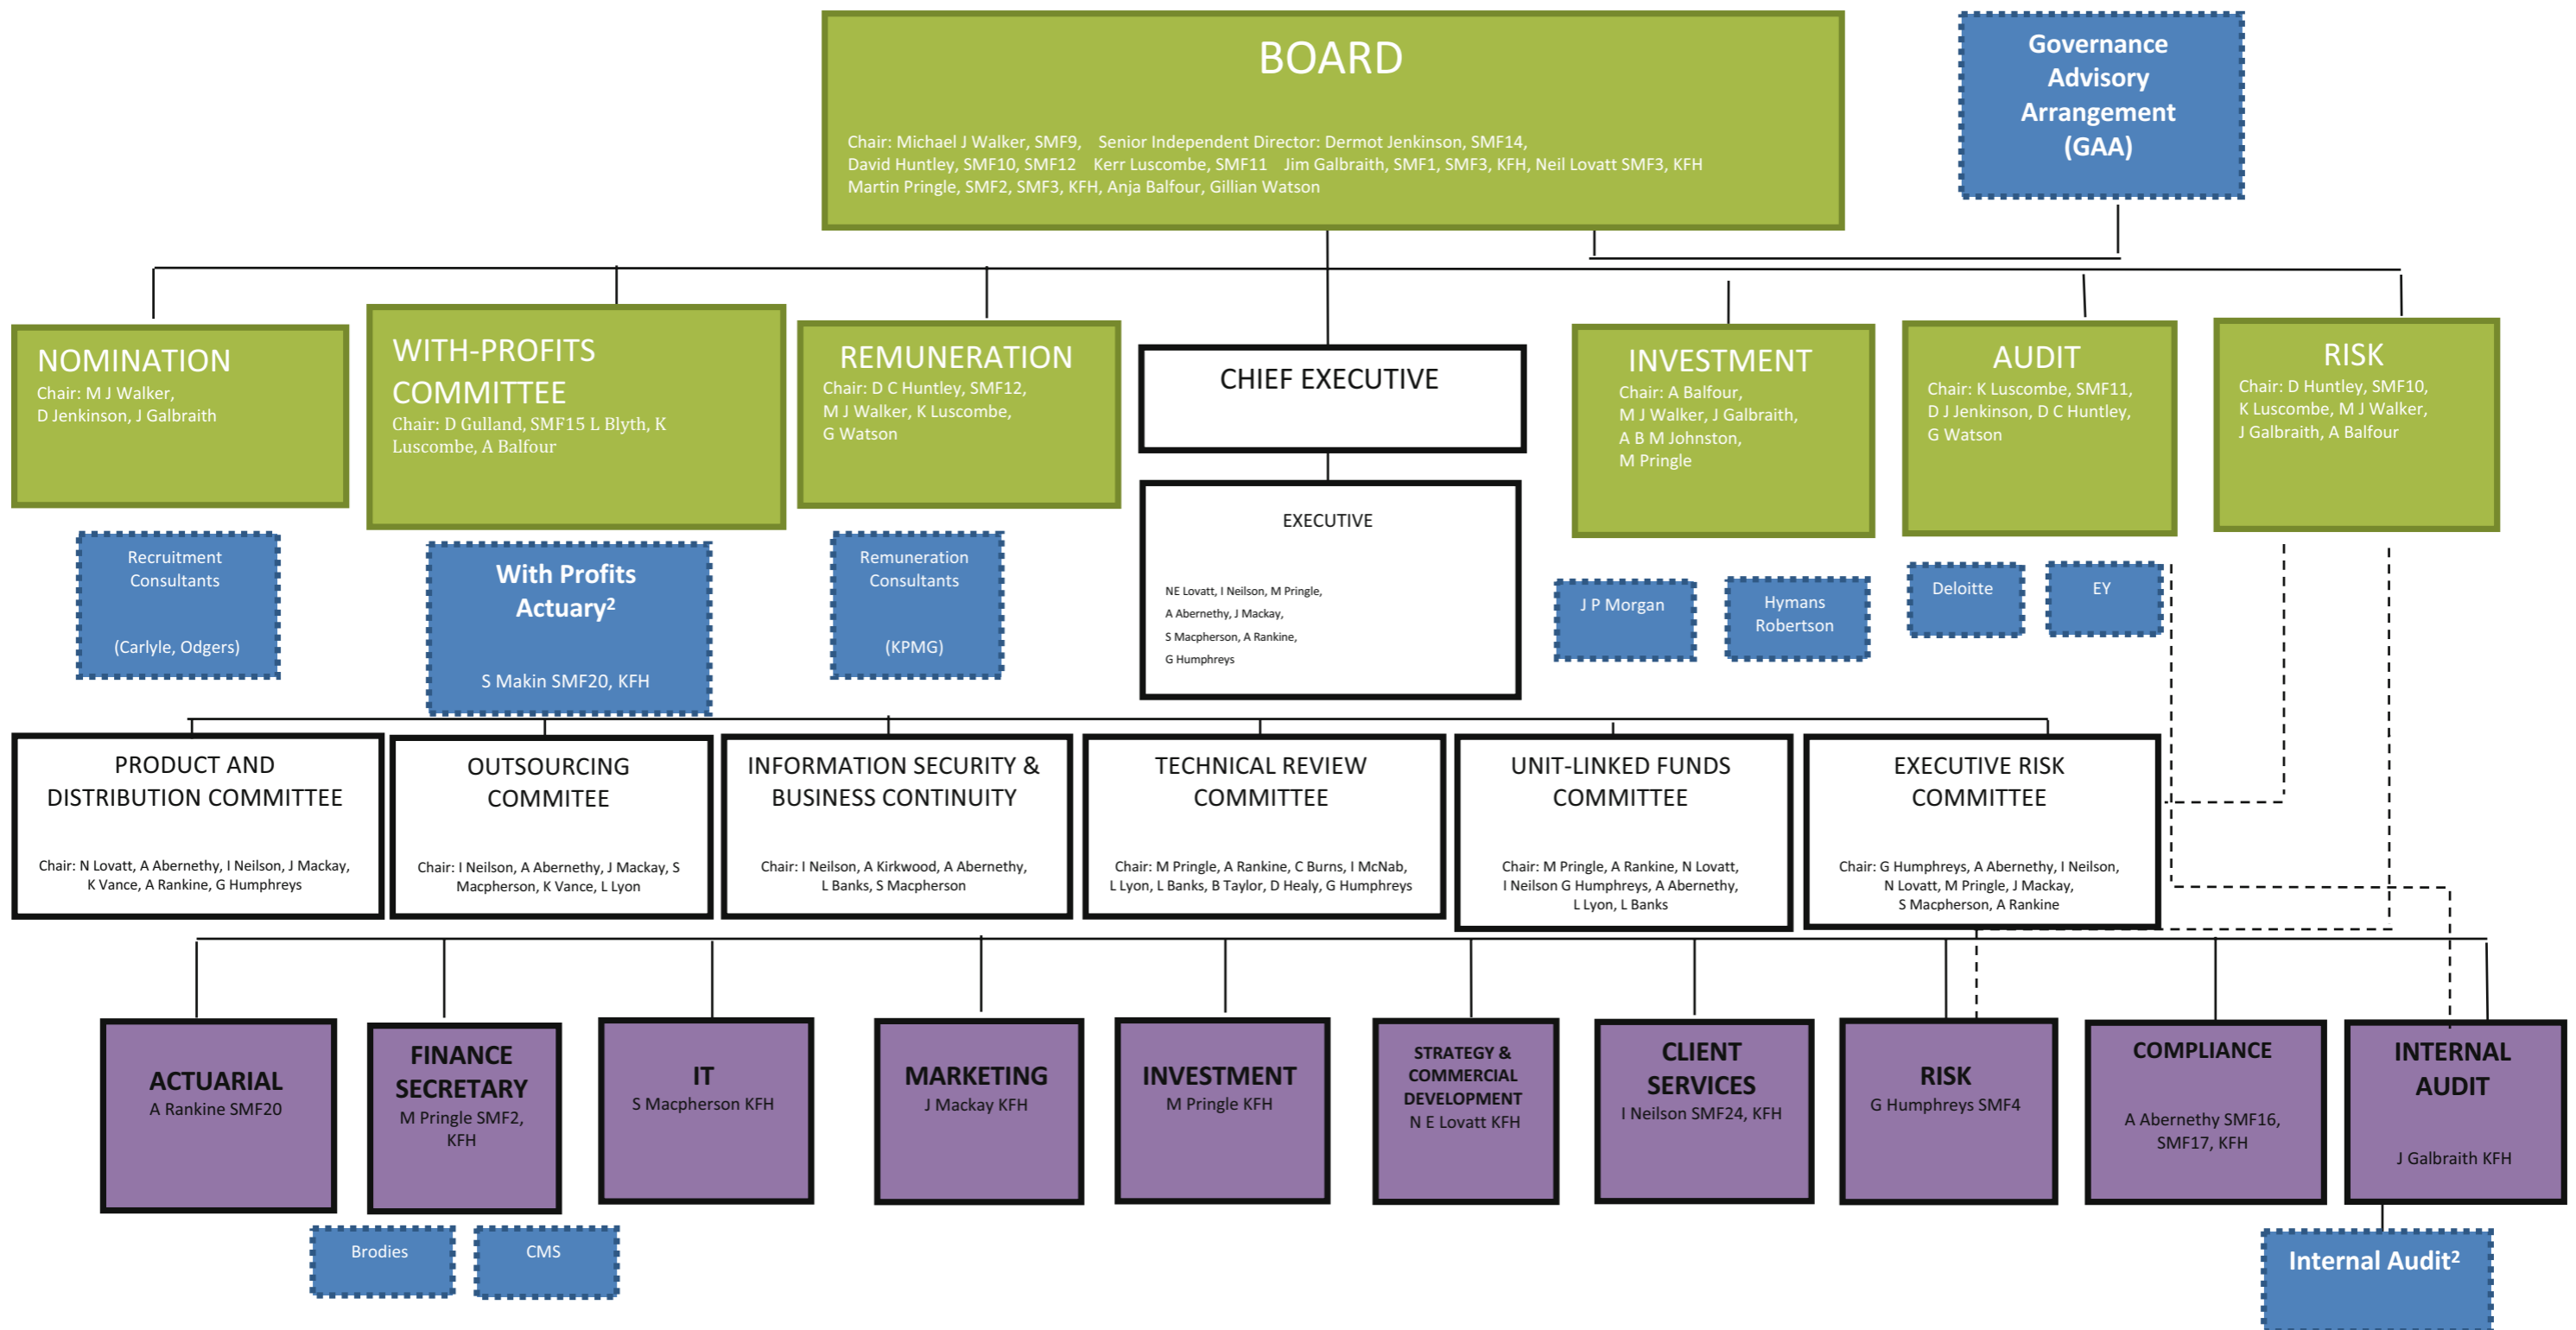 BOARD
Chair: Michael J Walker, SMF9, Senior Independent Director: Dermot Jenkinson, SMF14,
David Huntley, SMF10, SMF12 Kerr Luscombe, SMF11 Jim Galbraith, SMF1, SMF3, KFH, Neil Lovatt SMF3, KFH
Martin Pringle, SMF2, SMF3, KFH, Anja Balfour, Gillian Watson
Governance
Advisory
Arrangement
(GAA)
NOMINATION
Chair: M J Walker,
D Jenkinson, J Galbraith
WITH-PROFITS
COMMITTEE
Chair: D Gulland, SMF15 L Blyth, K
Luscombe, A Balfour
REMUNERATION
Chair: D C Huntley, SMF12,
M J Walker, K Luscombe,
G Watson
CHIEF EXECUTIVE
INVESTMENT
Chair: A Balfour,
M J Walker, J Galbraith,
A B M Johnston,
M Pringle
AUDIT
Chair: K Luscombe, SMF11,
D J Jenkinson, D C Huntley,
G Watson
RISK
Chair: D Huntley, SMF10,
K Luscombe, M J Walker,
J Galbraith, A Balfour
Recruitment
Consultants
(Carlyle, Odgers)
With Profits
Actuary²
S Makin SMF20, KFH
Remuneration
Consultants
(KPMG)
EXECUTIVE
NE Lovatt, I Neilson, M Pringle,
A Abernethy, J Mackay,
S Macpherson, A Rankine,
G Humphreys
J P Morgan
Hymans
Robertson
Deloitte
EY
PRODUCT AND
DISTRIBUTION COMMITTEE
Chair: N Lovatt, A Abernethy, I Neilson, J Mackay,
K Vance, A Rankine, G Humphreys
OUTSOURCING
COMMITEE
Chair: I Neilson, A Abernethy, J Mackay, S
Macpherson, K Vance, L Lyon
INFORMATION SECURITY &
BUSINESS CONTINUITY
Chair: I Neilson, A Kirkwood, A Abernethy,
L Banks, S Macpherson
TECHNICAL REVIEW
COMMITTEE
Chair: M Pringle, A Rankine, C Burns, I McNab,
L Lyon, L Banks, B Taylor, D Healy, G Humphreys
UNIT-LINKED FUNDS
COMMITTEE
Chair: M Pringle, A Rankine, N Lovatt,
I Neilson G Humphreys, A Abernethy,
L Lyon, L Banks
EXECUTIVE RISK
COMMITTEE
Chair: G Humphreys, A Abernethy, I Neilson,
N Lovatt, M Pringle, J Mackay,
S Macpherson, A Rankine
ACTUARIAL
A Rankine SMF20
FINANCE
SECRETARY
M Pringle SMF2,
KFH
IT
S Macpherson KFH
MARKETING
J Mackay KFH
INVESTMENT
M Pringle KFH
STRATEGY &
COMMERCIAL
DEVELOPMENT
N E Lovatt KFH
CLIENT
SERVICES
I Neilson SMF24, KFH
RISK
G Humphreys SMF4
COMPLIANCE
A Abernethy SMF16,
SMF17, KFH
INTERNAL
AUDIT
J Galbraith KFH
Brodies
CMS
Internal Audit²